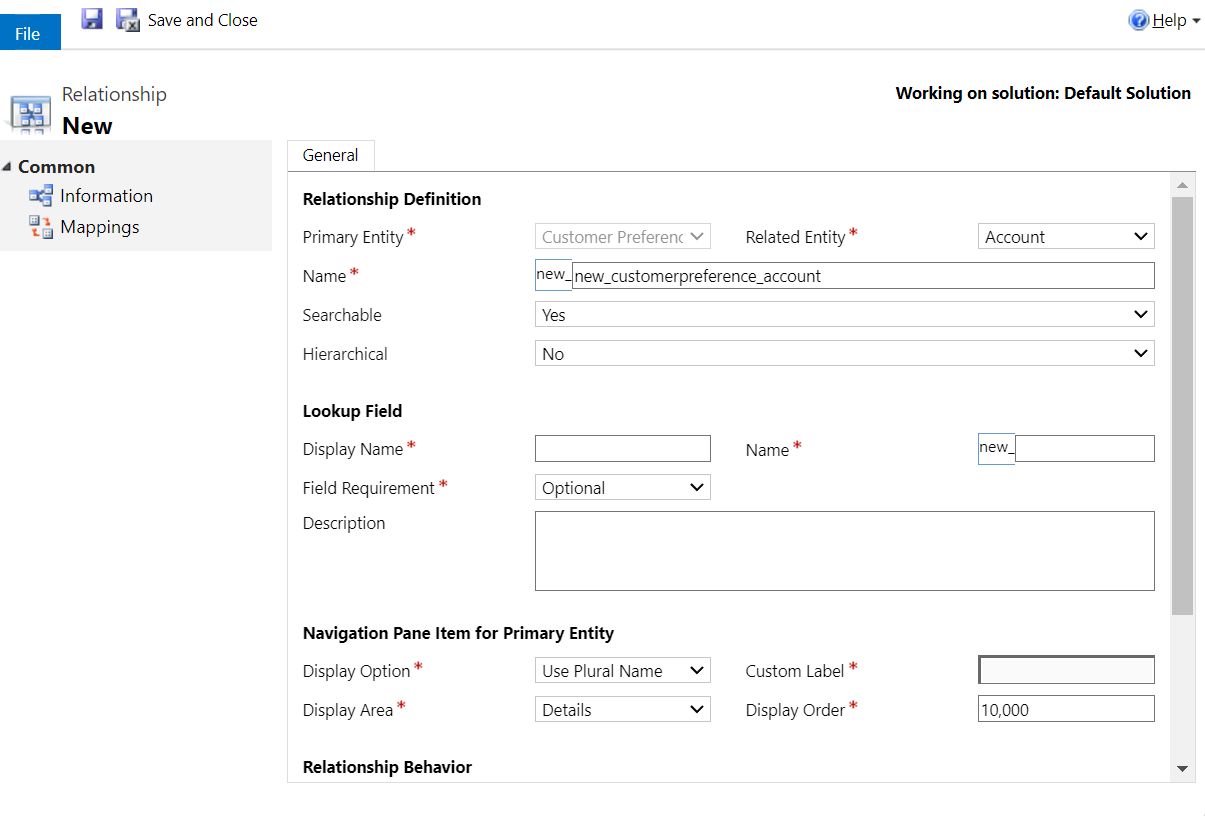 File
Save and Close
Help
Relationship
New
Working on solution: Default Solution
Common
Information
Mappings
General
Relationship Definition
Primary Entity * Customer Preferenc Related Entity * Account
Name * new_ new_customerpreference_account
Searchable Yes
Hierarchical No
Lookup Field
Display Name * Name * new_
Field Requirement * Optional
Description
Navigation Pane Item for Primary Entity
Display Option * Use Plural Name Custom Label *
Display Area * Details Display Order * 10,000
Relationship Behavior